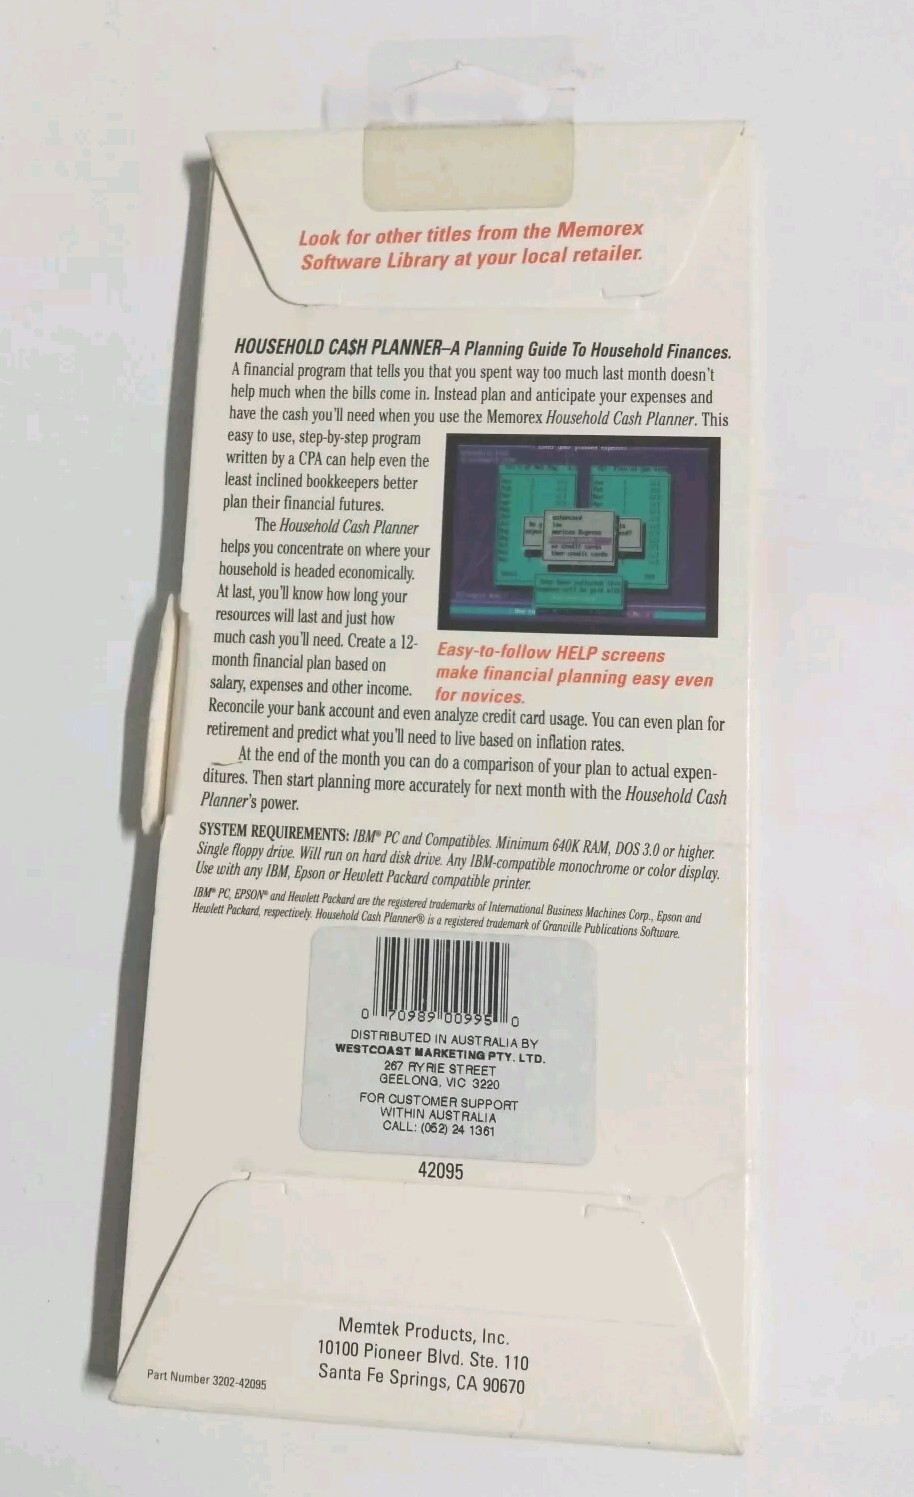 Look for other titles from the Memorex
Software Library at your local retailer.
HOUSEHOLD CA$H PLANNER–A Planning Guide To Household Finances.
A financial program that tells you that you spent way too much last month doesn't
help much when the bills come in. Instead plan and anticipate your expenses and
have the cash you'll need when you use the Memorex Household Cash Planner. This
easy to use, step-by-step program
written by a CPA can help even the
least inclined bookkeepers better
plan their financial futures.
The Household Cash Planner
helps you concentrate on where your
household is headed economically.
At last, you'll know how long your
resources will last and just how
much cash you'll need. Create a 12-
month financial plan based on
salary, expenses and other income.
Reconcile your bank account and even analyze credit card usage. You can even plan for
retirement and predict what you'll need to live based on inflation rates.
At the end of the month you can do a comparison of your plan to actual expen-
ditures. Then start planning more accurately for next month with the Household Cash
Planner's power.
Easy-to-follow HELP screens
make financial planning easy even
for novices.
SYSTEM REQUIREMENTS: IBM® PC and Compatibles. Minimum 640K RAM, DOS 3.0 or higher.
Single floppy drive. Will run on hard disk drive. Any IBM-compatible monochrome or color display.
Use with any IBM, Epson or Hewlett Packard compatible printer.
IBM® PC, EPSON® and Hewlett Packard are the registered trademarks of International Business Machines Corp., Epson and
Hewlett Packard, respectively. Household Cash Planner® is a registered trademark of Granville Publications Software.
0 70989 00995 0
DISTRIBUTED IN AUSTRALIA BY
WESTCOAST MARKETING PTY. LTD.
267 RYRIE STREET
GEELONG, VIC 3220
FOR CUSTOMER SUPPORT
WITHIN AUSTRALIA
CALL: (052) 24 1361
42095
Memtek Products, Inc.
10100 Pioneer Blvd. Ste. 110
Santa Fe Springs, CA 90670
Part Number 3202-42095